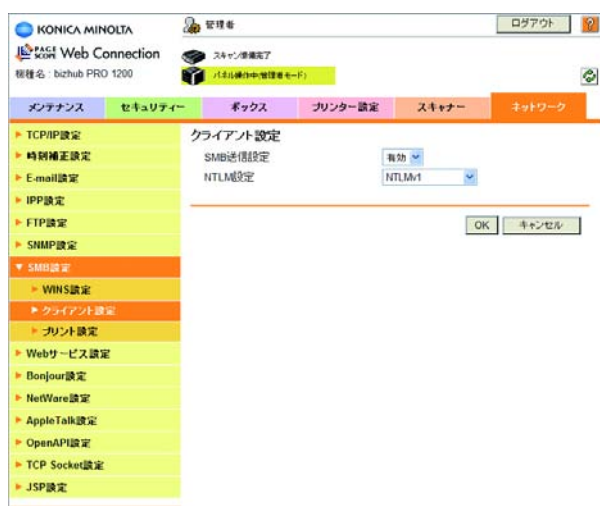 KONICA MINOLTA
管理者
ログアウト
?
PAGE SCOPE Web Connection
スキャン準備完了
機種名 : bizhub PRO 1200
パネル操作中(管理者モード)
メンテナンス
セキュリティー
ボックス
プリンター設定
スキャナー
ネットワーク
TCP/IP設定
時刻補正設定
E-mail設定
IPP設定
FTP設定
SNMP設定
SMB設定
WINS設定
クライアント設定
プリント設定
Webサービス設定
Bonjour設定
NetWare設定
AppleTalk設定
OpenAPI設定
TCP Socket設定
JSP設定
クライアント設定
SMB送信設定
有効
NTLM設定
NTLMv1
OK
キャンセル